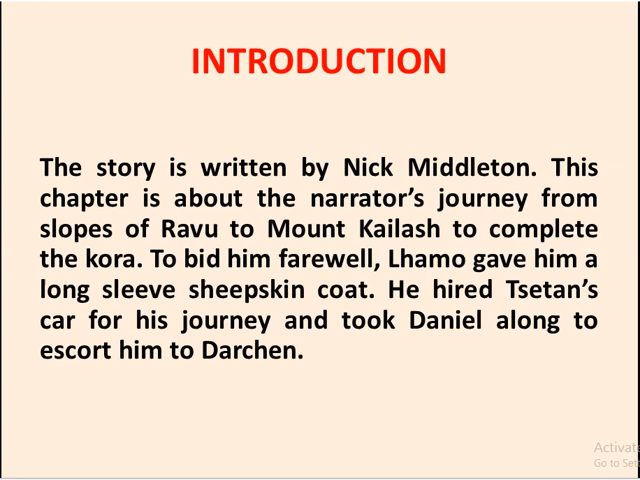 INTRODUCTION
The story is written by Nick Middleton. This
chapter is about the narrator’s journey from
slopes of Ravu to Mount Kailash to complete
the kora. To bid him farewell, Lhamo gave him a
long sleeve sheepskin coat. He hired Tsetan’s
car for his journey and took Daniel along to
escort him to Darchen.
Activate
Go to Set